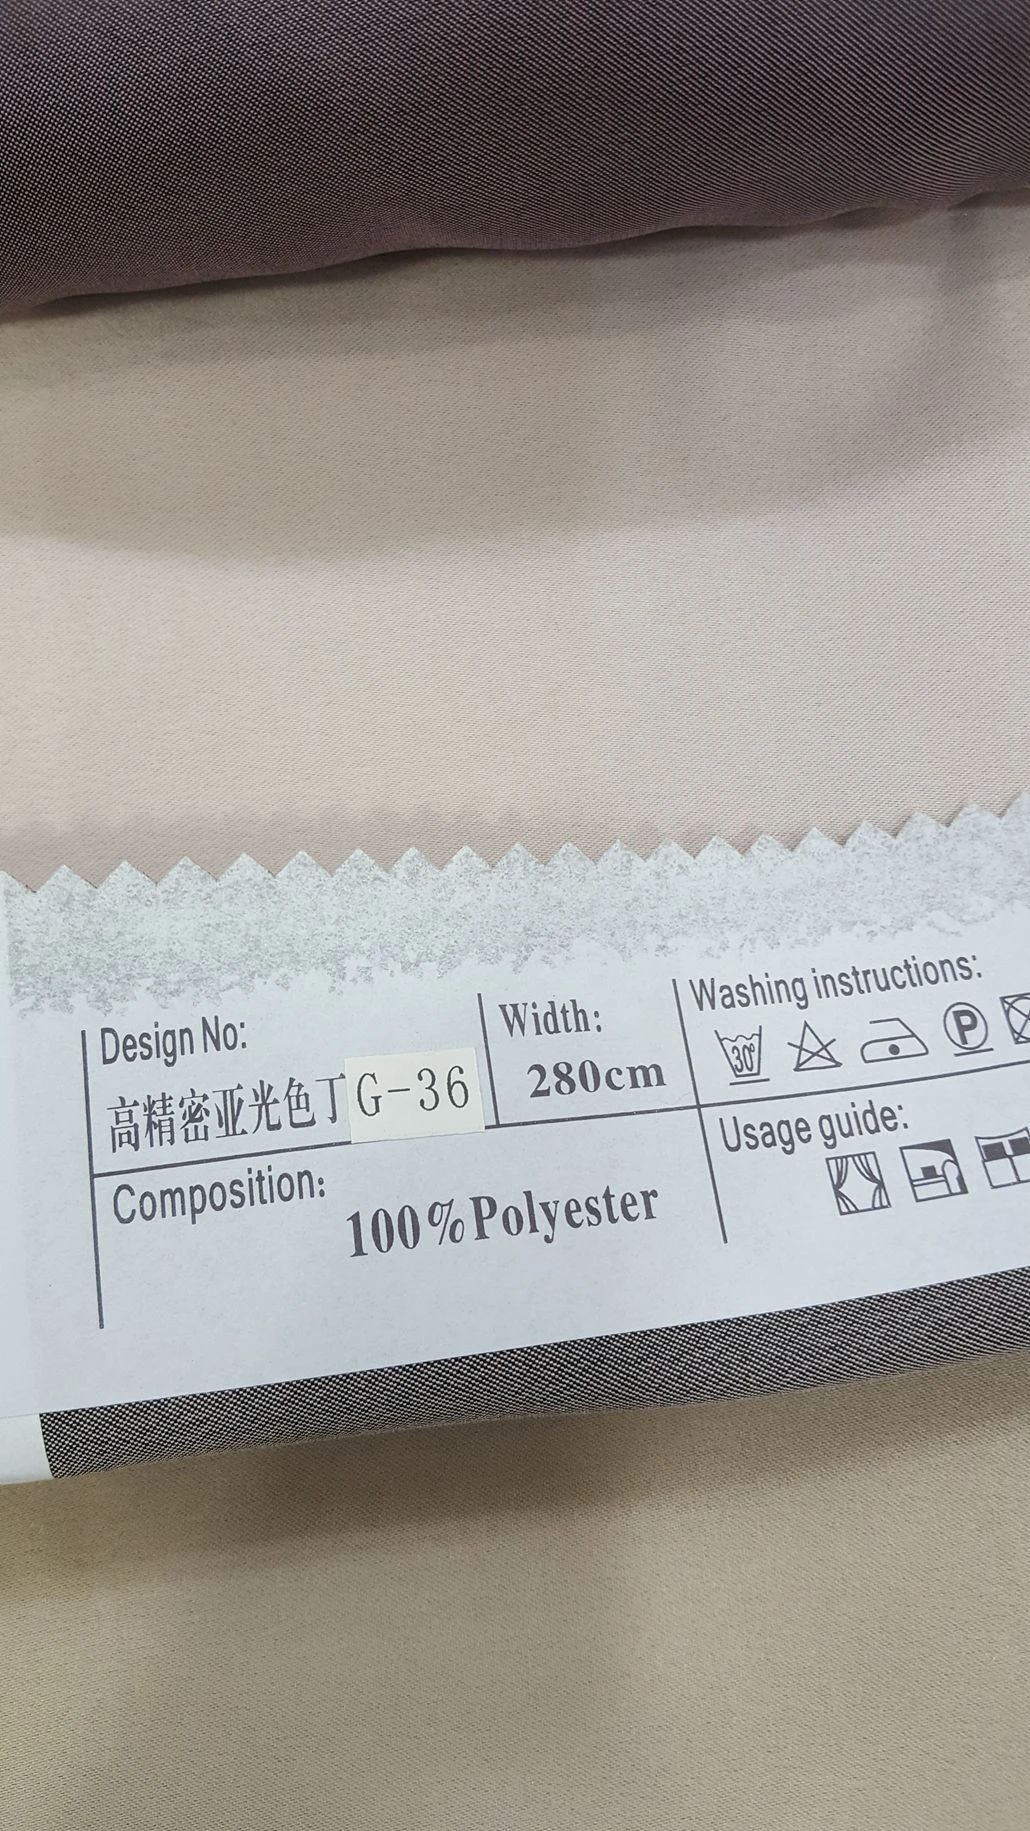 Design No:
高精密亚光色丁 G-36
Width:
280cm
Washing instructions:
30°
P
Composition:
100%Polyester
Usage guide: